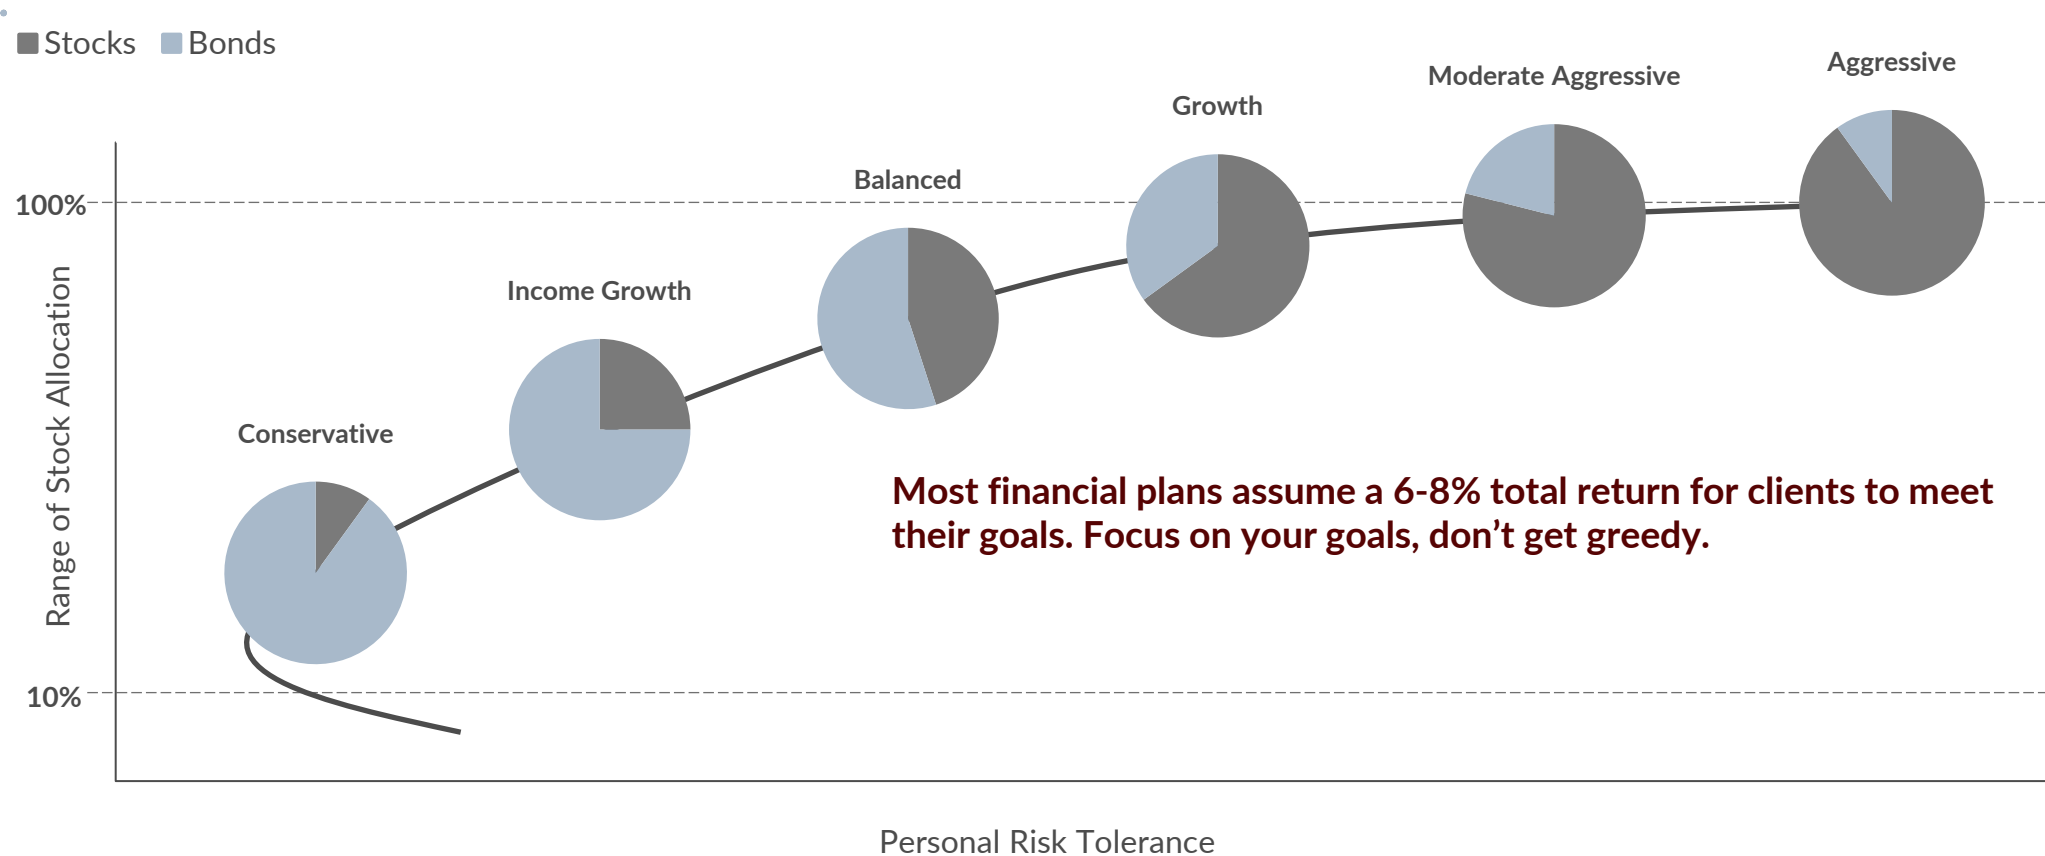 Stocks Bonds
Aggressive
Moderate Aggressive
Growth
Balanced
100%
Income Growth
Range of Stock Allocation
Conservative
Most financial plans assume a 6-8% total return for clients to meet
their goals. Focus on your goals, don’t get greedy.
10%
Personal Risk Tolerance